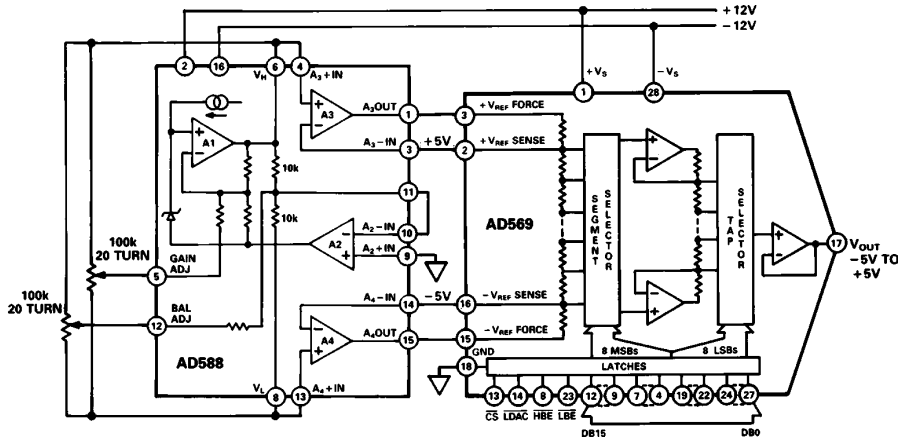 +12V
−12V
2
16
6
4
VH
A3+IN
+VS
−VS
1
28
A3OUT
1
3
+VREF FORCE
A1
A3
A3−IN
3
+5V
2
+VREF SENSE
10k
11
10k
SEGMENT
SELECTOR
TAP
SELECTOR
AD569
A2−IN
10
A2
A2+IN
9
17
VOUT
−5V TO
+5V
100k
20 TURN
GAIN
ADJ
5
100k
20 TURN
A4−IN
14
−5V
16
−VREF SENSE
BAL
ADJ
12
A4
A4OUT
15
15
−VREF FORCE
AD588
GND
18
8 MSBs
8 LSBs
LATCHES
VL
8
13
A4+IN
13
14
8
23
12
9
7
4
19
22
24
27
CS
LDAC
HBE
LBE
DB15
DB0